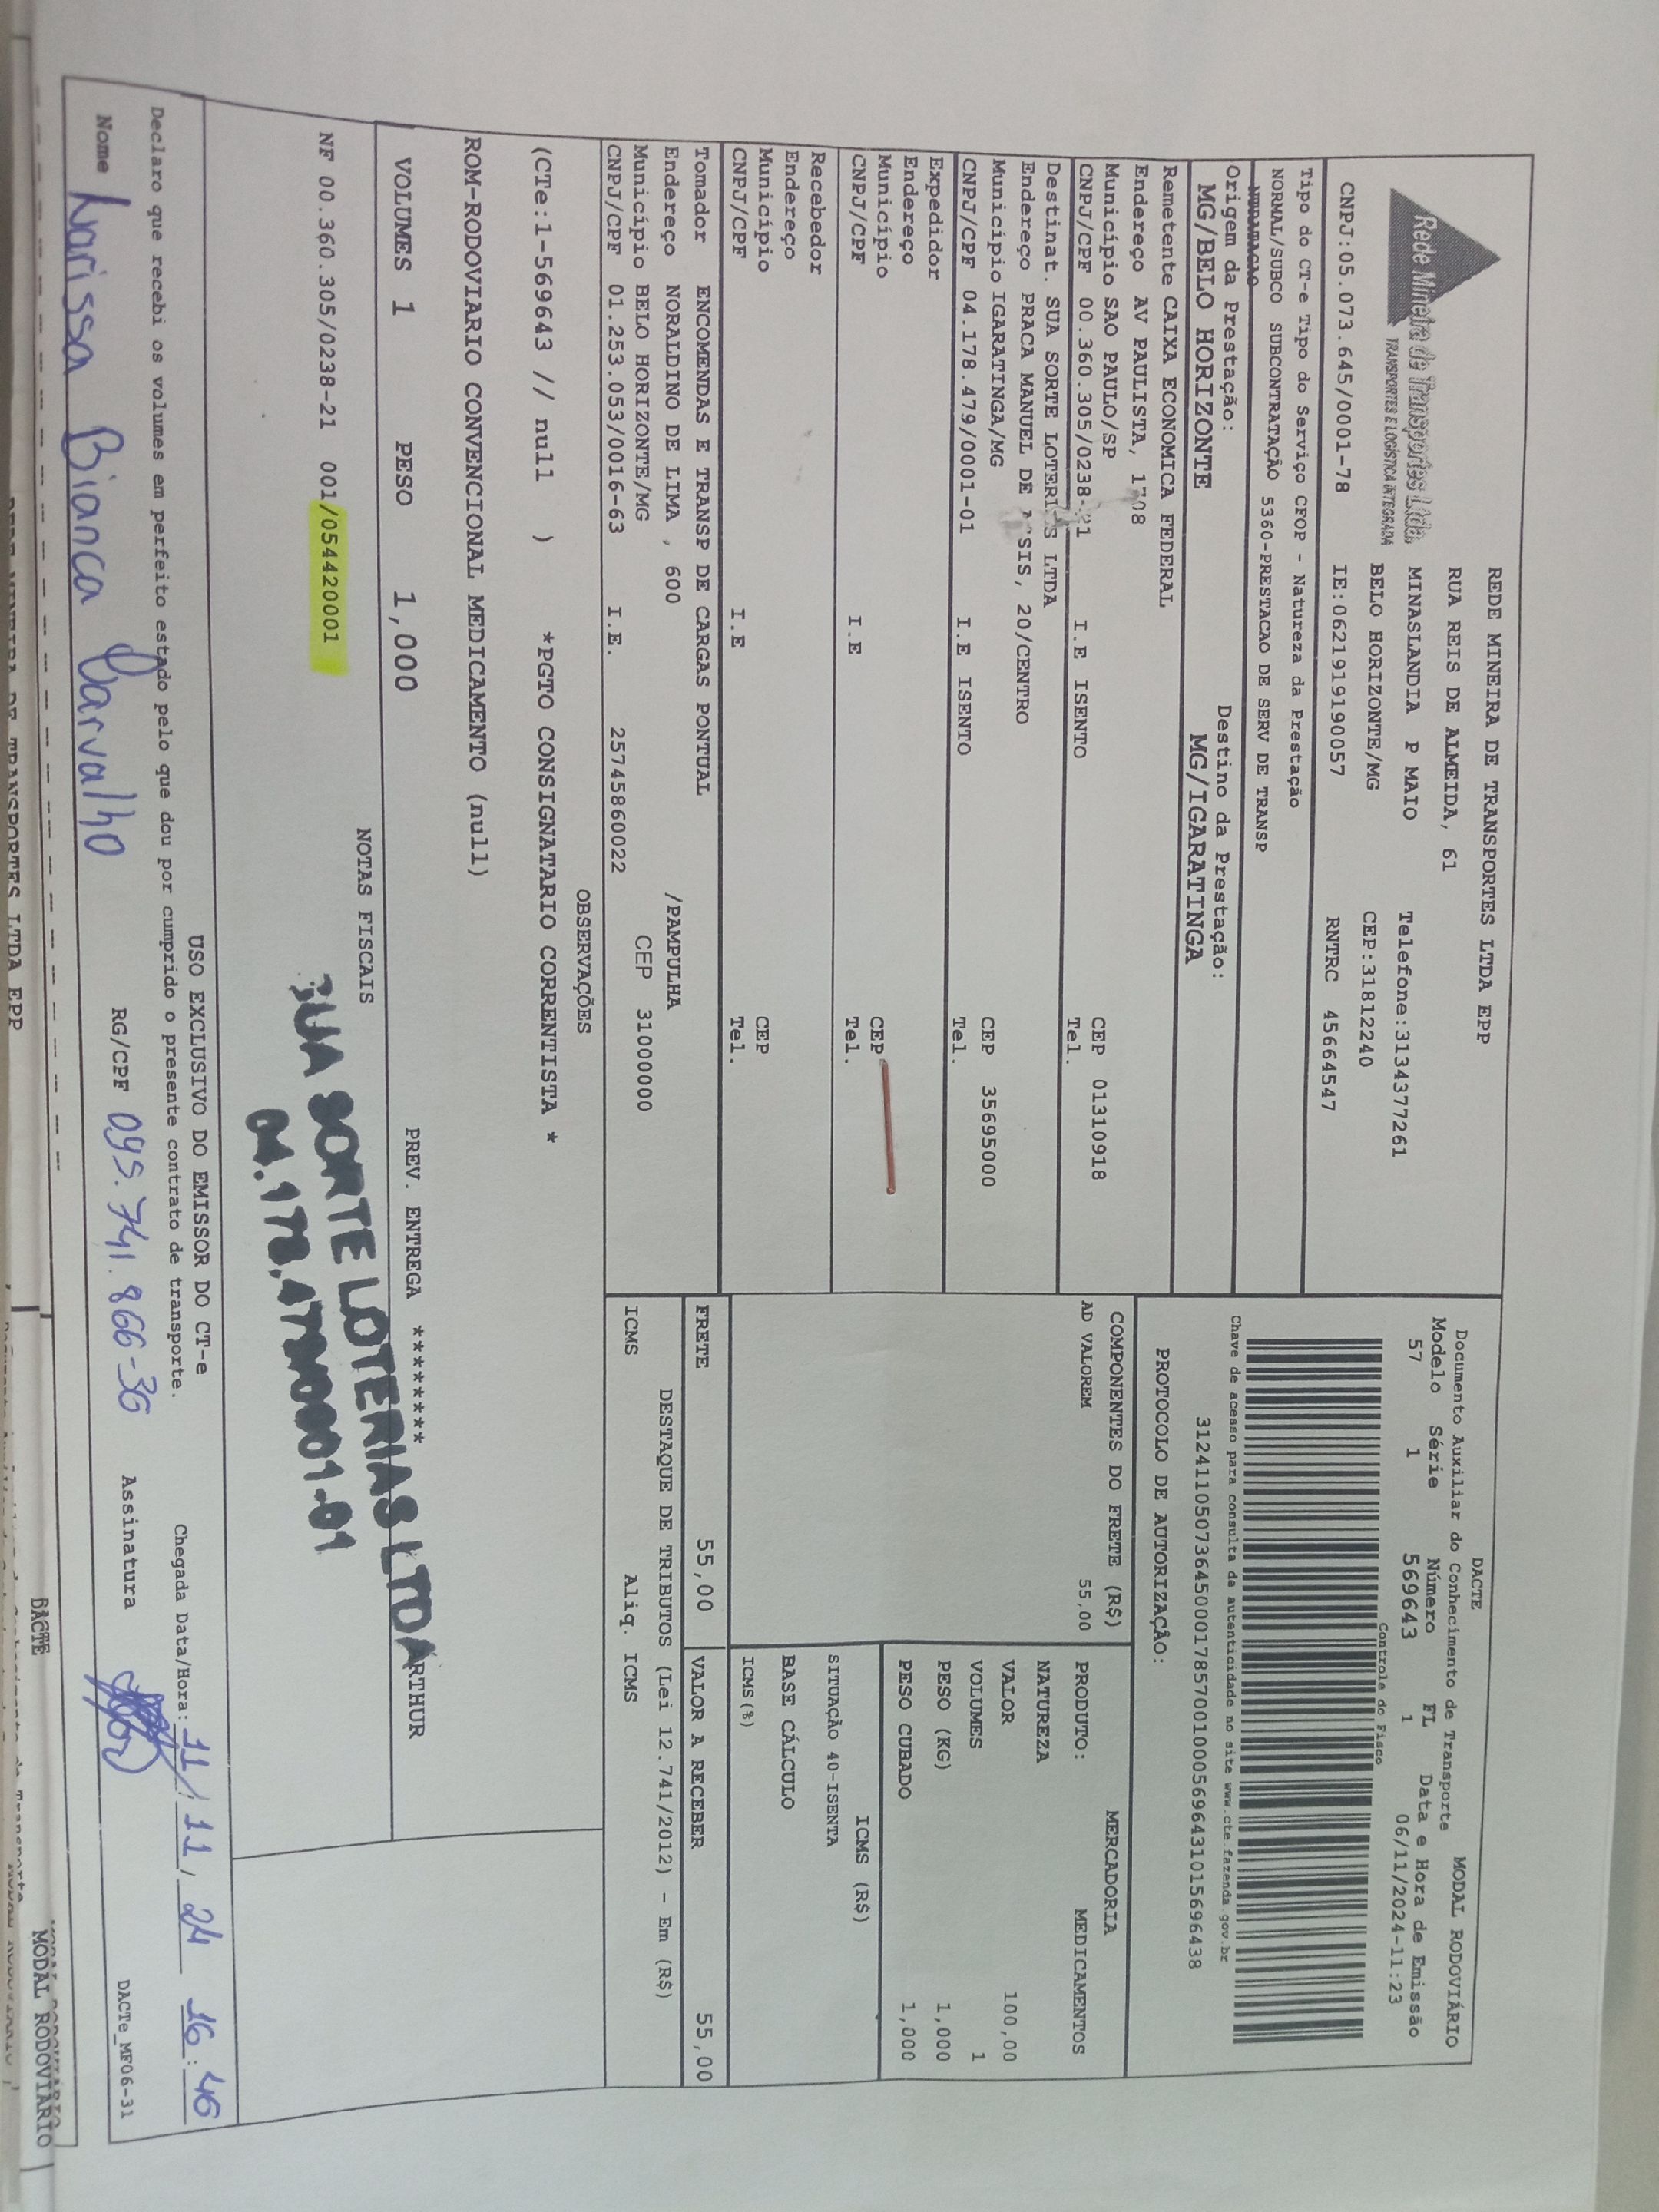 Rede Mineira de Transportes Ltda.
TRANSPORTES E LOGÍSTICA INTEGRADA
REDE MINEIRA DE TRANSPORTES LTDA EPP
RUA REIS DE ALMEIDA, 61
MINASLANDIA P MAIO Telefone:3134377261
BELO HORIZONTE/MG CEP:31812240
CNPJ:05.073.645/0001-78 IE:0621919190057 RNTRC 45664547
DACTE MODAL RODOVIÁRIO
Documento Auxiliar do Conhecimento de Transporte
Modelo Série Número FL Data e Hora de Emissão
57 1 569643 1 06/11/2024-11:23
Controle do Fisco
Chave de acesso para consulta de autenticidade no site www.cte.fazenda.gov.br
31241105073645000178570010005696431015696438
PROTOCOLO DE AUTORIZAÇÃO:
Tipo do CT-e Tipo do Serviço CFOP - Natureza da Prestação
NORMAL/SUBCO SUBCONTRATAÇÃO 5360-PRESTACAO DE SERV DE TRANSP
Origem da Prestação: Destino da Prestação:
MG/BELO HORIZONTE MG/IGARATINGA
Remetente CAIXA ECONOMICA FEDERAL
Endereço AV PAULISTA,
Município SAO PAULO/SP CEP 01310918
CNPJ/CPF 00.360.305/0238-21 I.E ISENTO Tel.
Destinat. SUA SORTE LOTERIAS LTDA
Endereço PRACA MANUEL DE ASSIS, 20/CENTRO
Município IGARATINGA/MG CEP 35695000
CNPJ/CPF 04.178.479/0001-01 I.E ISENTO Tel.
Expedidor
Endereço
Município CEP
CNPJ/CPF I.E Tel.
Recebedor
Endereço
Município CEP
CNPJ/CPF I.E Tel.
Tomador ENCOMENDAS E TRANSP DE CARGAS PONTUAL
Endereço NORALDINO DE LIMA , 600 /PAMPULHA
Município BELO HORIZONTE/MG CEP 31000000
CNPJ/CPF 01.253.053/0016-63 I.E. 25745860022
COMPONENTES DO FRETE (R$)
AD VALOREM 55,00
MERCADORIA
PRODUTO: MEDICAMENTOS
NATUREZA
VALOR 100,00
VOLUMES 1
PESO (KG) 1,000
PESO CUBADO 1,000
ICMS (R$)
SITUAÇÃO 40-ISENTA
BASE CÁLCULO
ICMS(%)
FRETE 55,00 VALOR A RECEBER 55,00
DESTAQUE DE TRIBUTOS (Lei 12.741/2012) - Em (R$)
ICMS Aliq. ICMS
OBSERVAÇÕES
(CTe:1-569643 // null ) *PGTO CONSIGNATARIO CORRENTISTA *
ROM-RODOVIARIO CONVENCIONAL MEDICAMENTO (null)
VOLUMES 1 PESO 1,000 PREV. ENTREGA ******** ARTHUR
NOTAS FISCAIS
NF 00.360.305/0238-21 001/054420001
SUA SORTE LOTERIAS LTDA
04.178.479/0001-01
USO EXCLUSIVO DO EMISSOR DO CT-e
Declaro que recebi os volumes em perfeito estado pelo que dou por cumprido o presente contrato de transporte.
Chegada Data/Hora: 11/11/24 16:46
Nome Larissa Bianca Carvalho RG/CPF 099.741.866-36 Assinatura
DACTe_MF06-31
REDE MINEIRA DE TRANSPORTES LTDA EPP
DACTE
MODAL RODOVIÁRIO